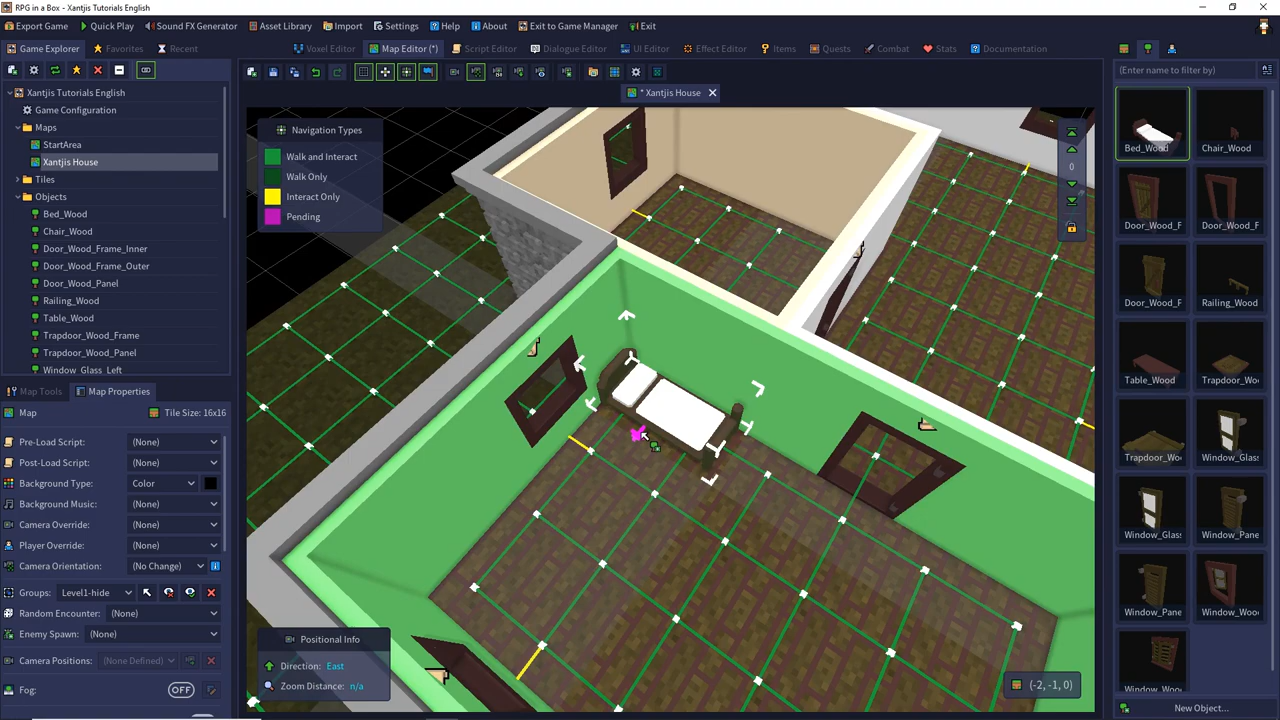 RPG in a Box - Xantjis Tutorials English
Export Game Quick Play Sound FX Generator Asset Library Import Settings Help About Exit to Game Manager Exit
Game Explorer Favorites Recent
Voxel Editor Map Editor (*) Script Editor Dialogue Editor UI Editor Effect Editor Items Quests Combat Stats Documentation
(Enter name to filter by)
Xantjis Tutorials English
Game Configuration
Maps
StartArea
Xantjis House
Tiles
Objects
Bed_Wood
Chair_Wood
Door_Wood_Frame_Inner
Door_Wood_Frame_Outer
Door_Wood_Panel
Railing_Wood
Table_Wood
Trapdoor_Wood_Frame
Trapdoor_Wood_Panel
Window_Glass_Left
Map Tools Map Properties
Map Tile Size: 16x16
Pre-Load Script: (None)
Post-Load Script: (None)
Background Type: Color
Background Music: (None)
Camera Override: (None)
Player Override: (None)
Camera Orientation: (No Change)
Groups: Level1-hide
Random Encounter: (None)
Enemy Spawn: (None)
Camera Positions: (None Defined)
Fog: OFF
* Xantjis House
Navigation Types
Walk and Interact
Walk Only
Interact Only
Pending
0
Positional Info
Direction: East
Zoom Distance: n/a
(-2, -1, 0)
Bed_Wood Chair_Wood
Door_Wood_F Door_Wood_F
Door_Wood_F Railing_Wood
Table_Wood Trapdoor_Woo
Trapdoor_Woo Window_Glass
Window_Glass Window_Pane
Window_Pane Window_Wood
Window_Woo
New Object...